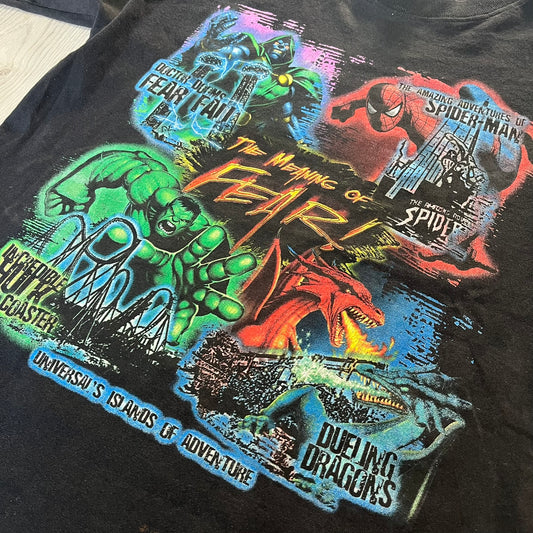 DOCTOR DOOM'S
FEAR FALL
THE AMAZING ADVENTURES OF
SPIDER-MAN
THE MEANING OF
FEAR!
SPIDER
INCREDIBLE
HULK
COASTER
UNIVERSAL'S ISLANDS OF ADVENTURE
DUELING
DRAGONS